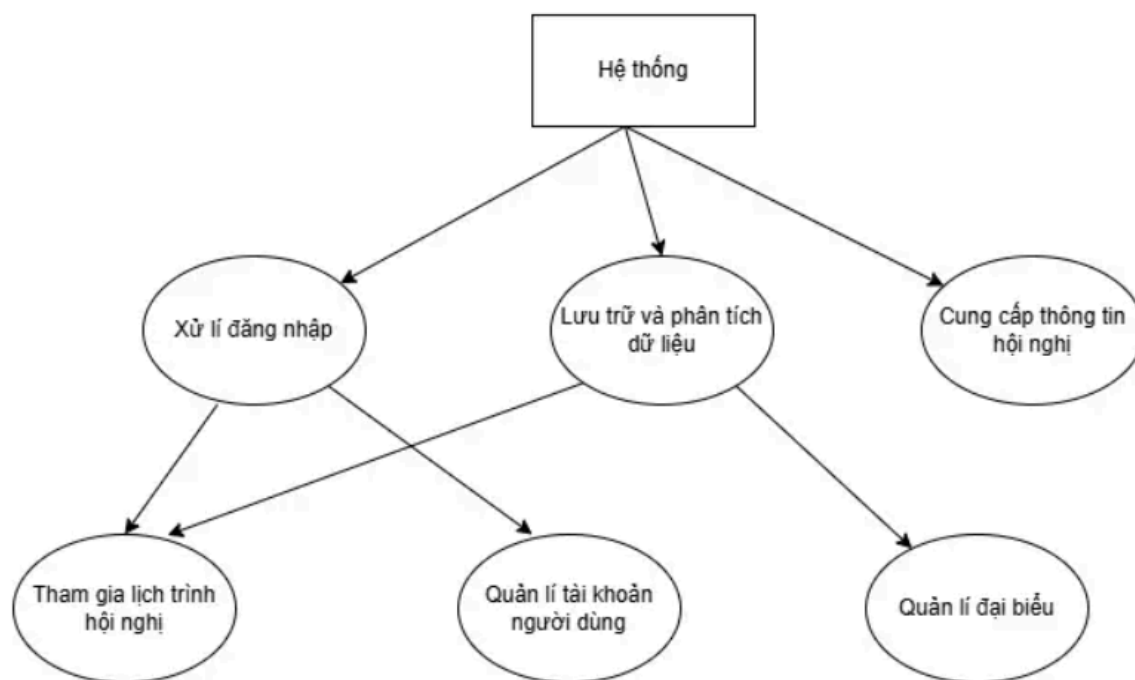 Hệ thống
Xử lí đăng nhập
Lưu trữ và phân tích
dữ liệu
Cung cấp thông tin
hội nghị
Tham gia lịch trình
hội nghị
Quản lí tài khoản
người dùng
Quản lí đại biểu